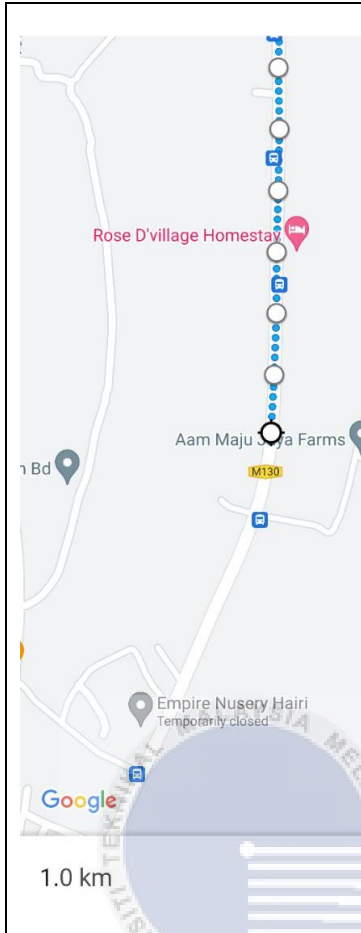 Rose D'village Homestay
Aam Maju Jaya Farms
n Bd
M130
Empire Nusery Hairi
Temporarily closed
Google
1.0 km